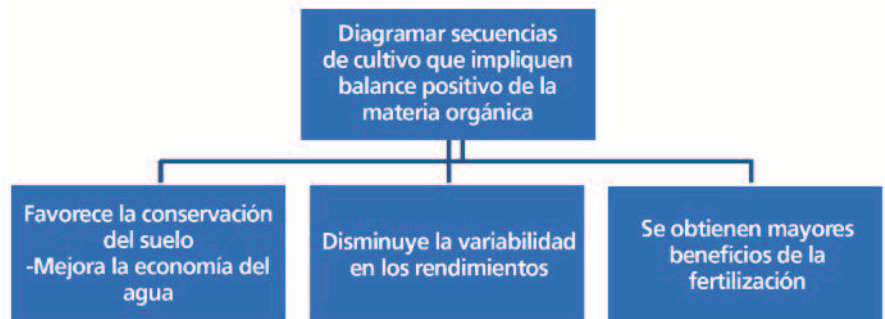 Diagramar secuencias
de cultivo que impliquen
balance positivo de la
materia orgánica
Favorece la conservación
del suelo
-Mejora la economía del
agua
Disminuye la variabilidad
en los rendimientos
Se obtienen mayores
beneficios de la
fertilización